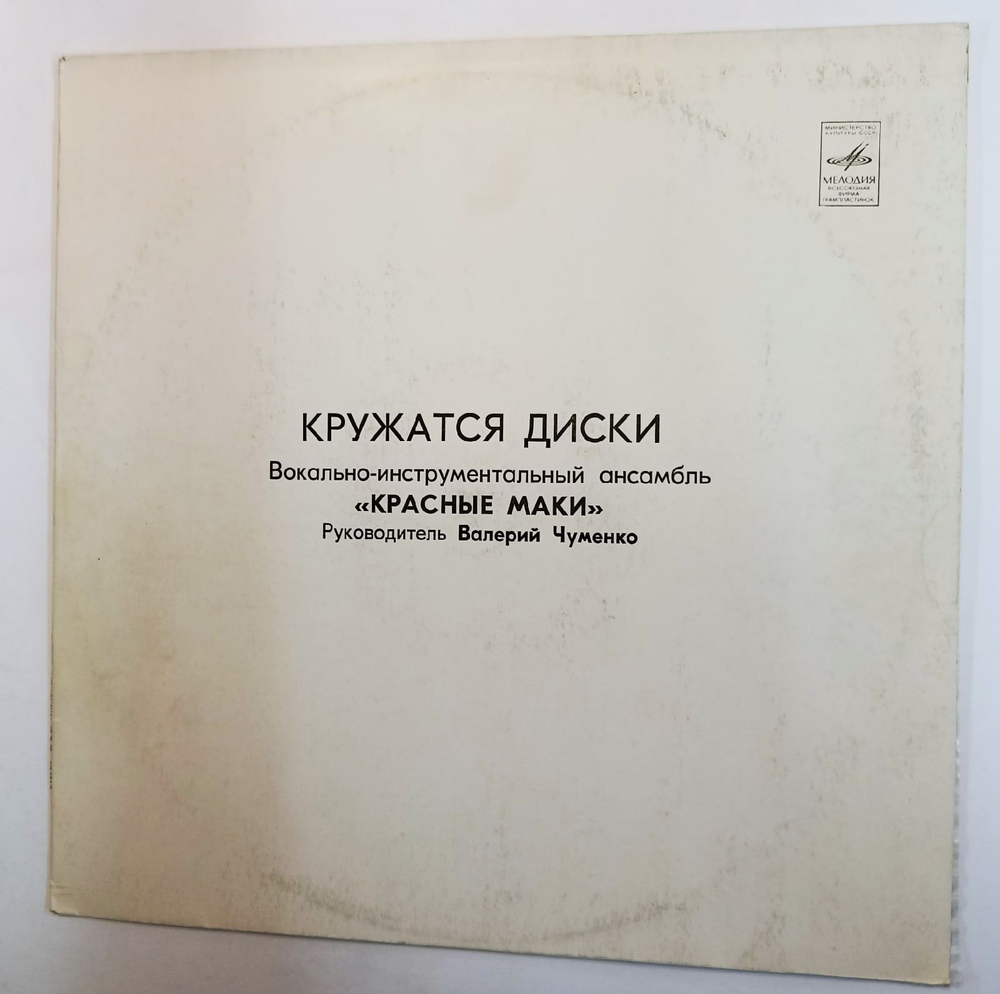 МИНИСТЕРСТВО
КУЛЬТУРЫ СССР
МЕЛОДИЯ
ВСЕСОЮЗНАЯ
ФИРМА
ГРАМПЛАСТИНОК
КРУЖАТСЯ ДИСКИ
Вокально-инструментальный ансамбль
«КРАСНЫЕ МАКИ»
Руководитель Валерий Чуменко